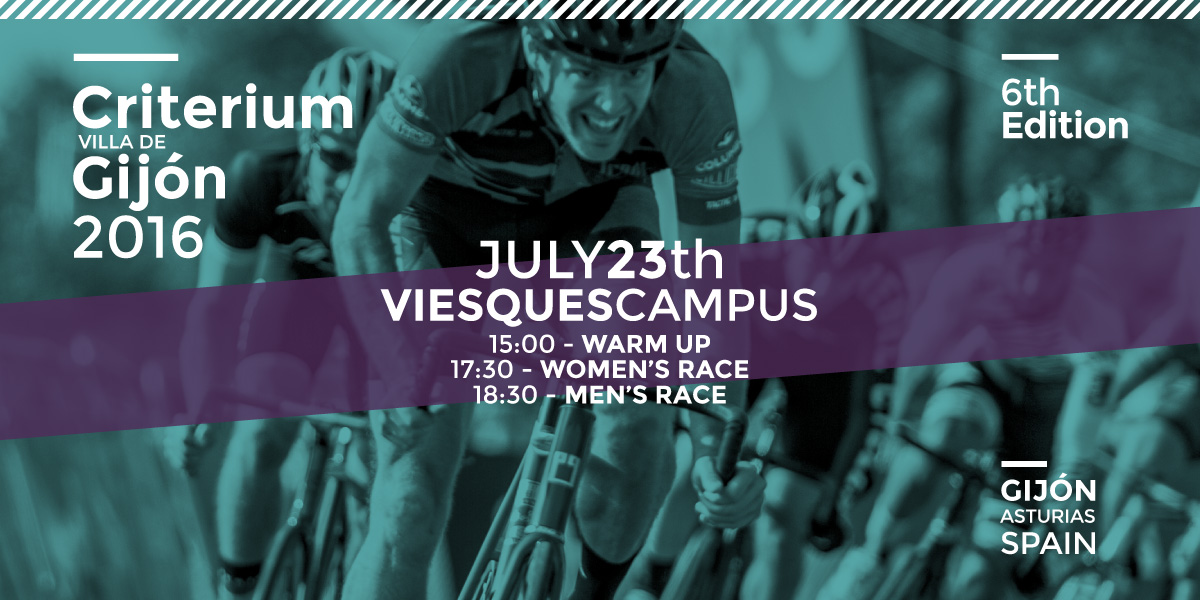 Criterium
VILLA DE
Gijón
2016
6th
Edition
JULY23th
VIESQUESCAMPUS
15:00 - WARM UP
17:30 - WOMEN'S RACE
18:30 - MEN'S RACE
GIJÓN
ASTURIAS
SPAIN